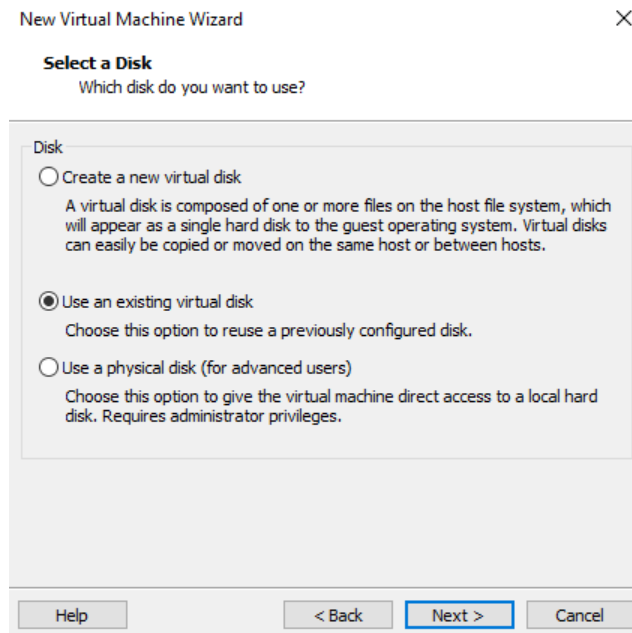 New Virtual Machine Wizard
Select a Disk
Which disk do you want to use?
Disk
Create a new virtual disk
A virtual disk is composed of one or more files on the host file system, which
will appear as a single hard disk to the guest operating system. Virtual disks
can easily be copied or moved on the same host or between hosts.
Use an existing virtual disk
Choose this option to reuse a previously configured disk.
Use a physical disk (for advanced users)
Choose this option to give the virtual machine direct access to a local hard
disk. Requires administrator privileges.
Help < Back Next > Cancel